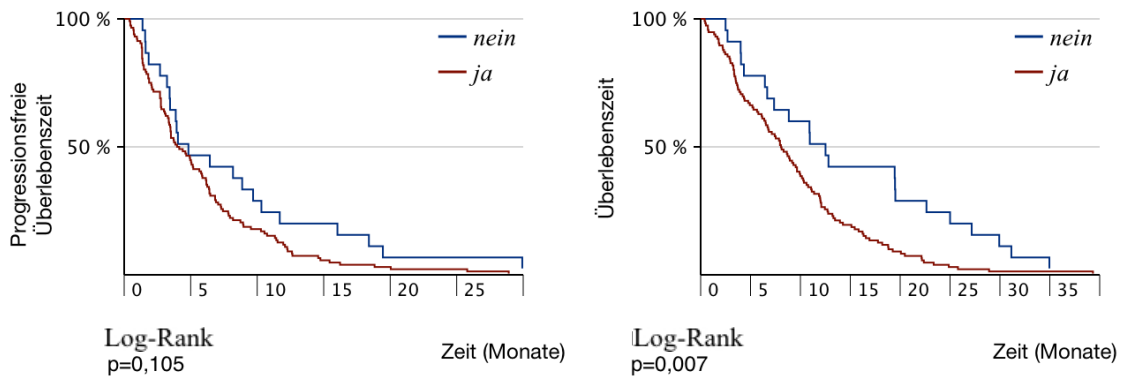 100 %
50 %
Progressionsfreie
Überlebenszeit
nein
ja
0 5 10 15 20 25
Log-Rank
p=0,105
Zeit (Monate)
100 %
50 %
Überlebenszeit
nein
ja
0 5 10 15 20 25 30 35
Log-Rank
p=0,007
Zeit (Monate)